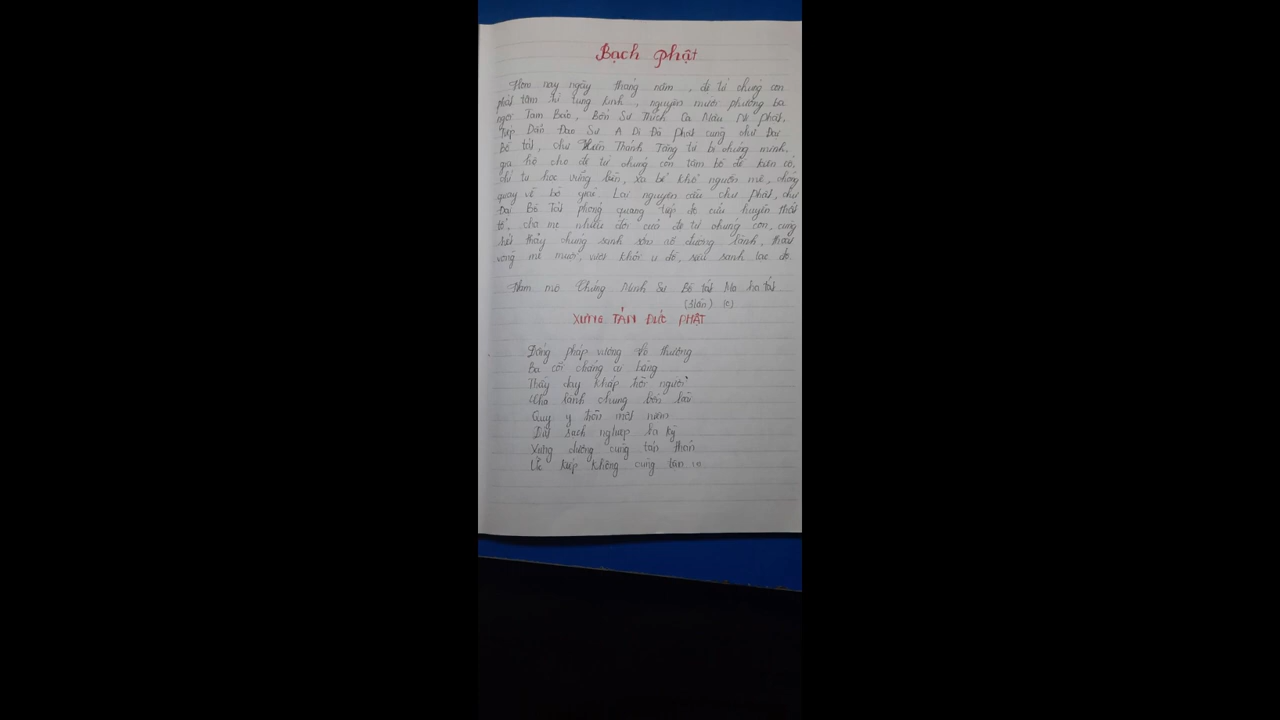 Bạch phật
Hôm nay ngày tháng năm , đệ tử chúng con
phát tâm trì tụng kinh , nguyện mười phương ba
ngôi Tam Bảo , Bổn Sư Thích Ca Mâu Ni Phật,
Tiếp Dẫn Đạo Sư A Di Đà Phật cùng chư Đại
Bồ tát, chư Hiền Thánh Tăng từ bi chứng minh,
gia hộ cho đệ tử chúng con tâm bồ đề kiên cố,
chí tu học vững bền, xa bể khổ nguồn mê, chóng
quay về bờ giác. Lại nguyện cầu chư Phật, chư
Đại Bồ Tát phóng quang tiếp độ cửu huyền thất
tổ, cha mẹ nhiều đời của đệ tử chúng con, cùng
hết thảy chúng sanh sớm rõ đường lành, thoát
vòng mê muội, vượt khỏi u đồ, siêu sanh lạc độ.
Nam mô Chứng Minh Sư Bồ tát Ma ha tát
(3 lần) (o)
XƯNG TÁN ĐỨC PHẬT
Đấng pháp vương vô thượng
Ba cõi chẳng ai bằng
Thầy dạy khắp trời người
Cha lành chung bốn loài
Quy y tròn một niệm
Dứt sạch nghiệp ba kỳ
Xưng dương cùng tán thán
Ức kiếp không cùng tận (o)